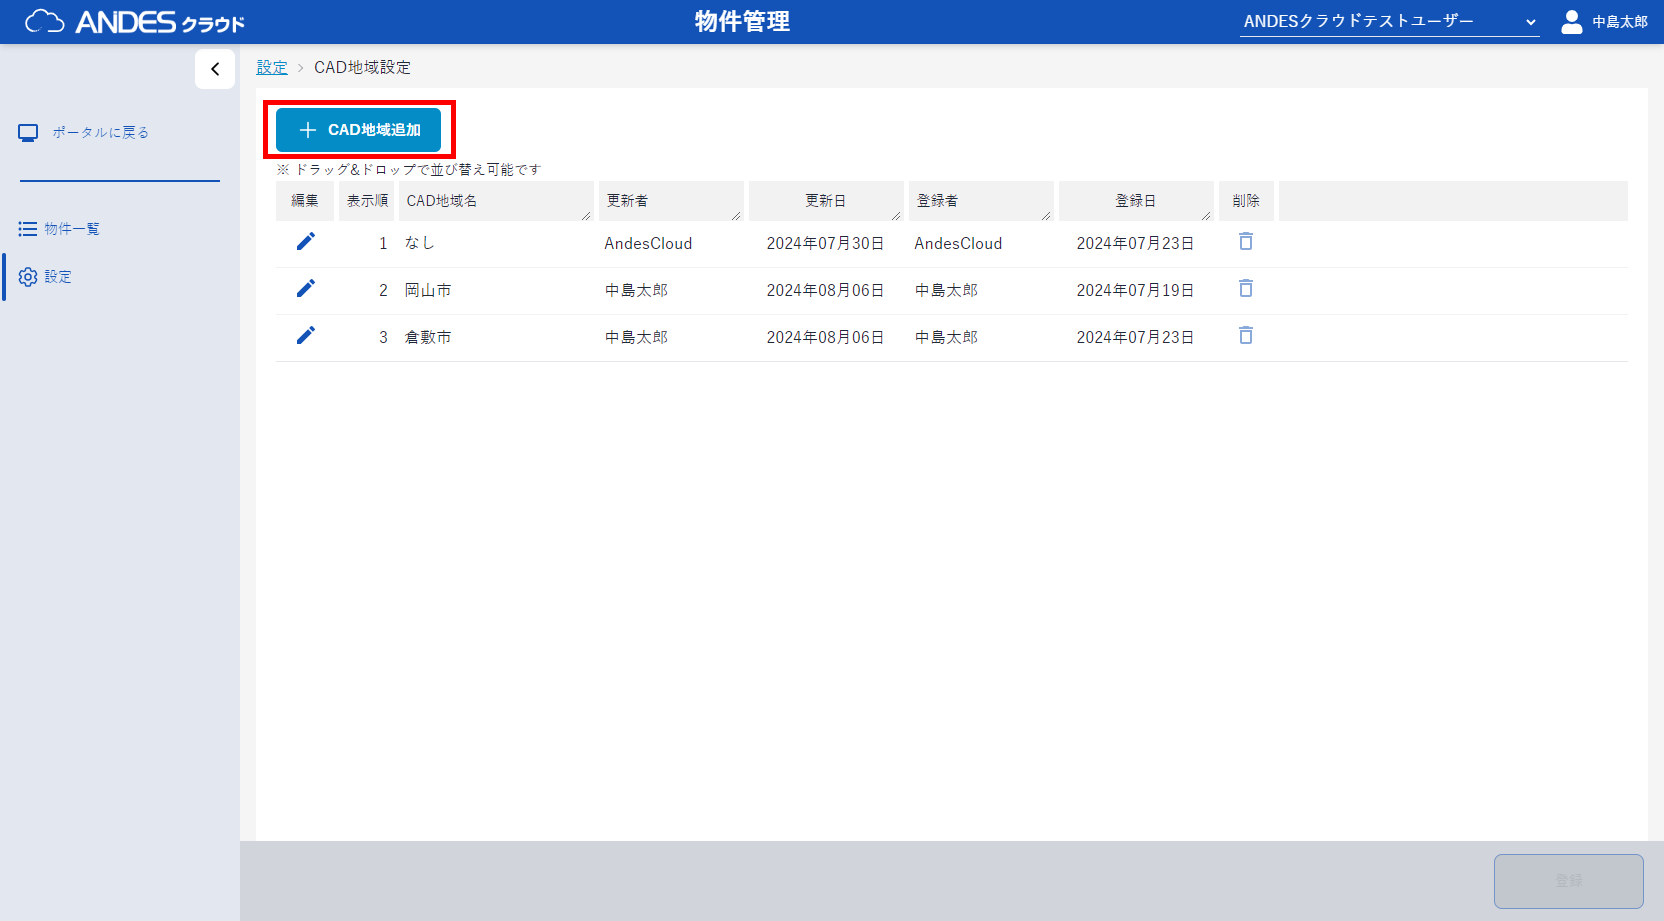 ANDES クラウド
物件管理
ANDESクラウドテストユーザー
中島太郎
設定 > CAD地域設定
ポータルに戻る
物件一覧
設定
CAD地域追加
※ ドラッグ&ドロップで並び替え可能です
編集 表示順 CAD地域名 更新者 更新日 登録者 登録日 削除
1 なし AndesCloud 2024年07月30日 AndesCloud 2024年07月23日
2 岡山市 中島太郎 2024年08月06日 中島太郎 2024年07月19日
3 倉敷市 中島太郎 2024年08月06日 中島太郎 2024年07月23日
登録